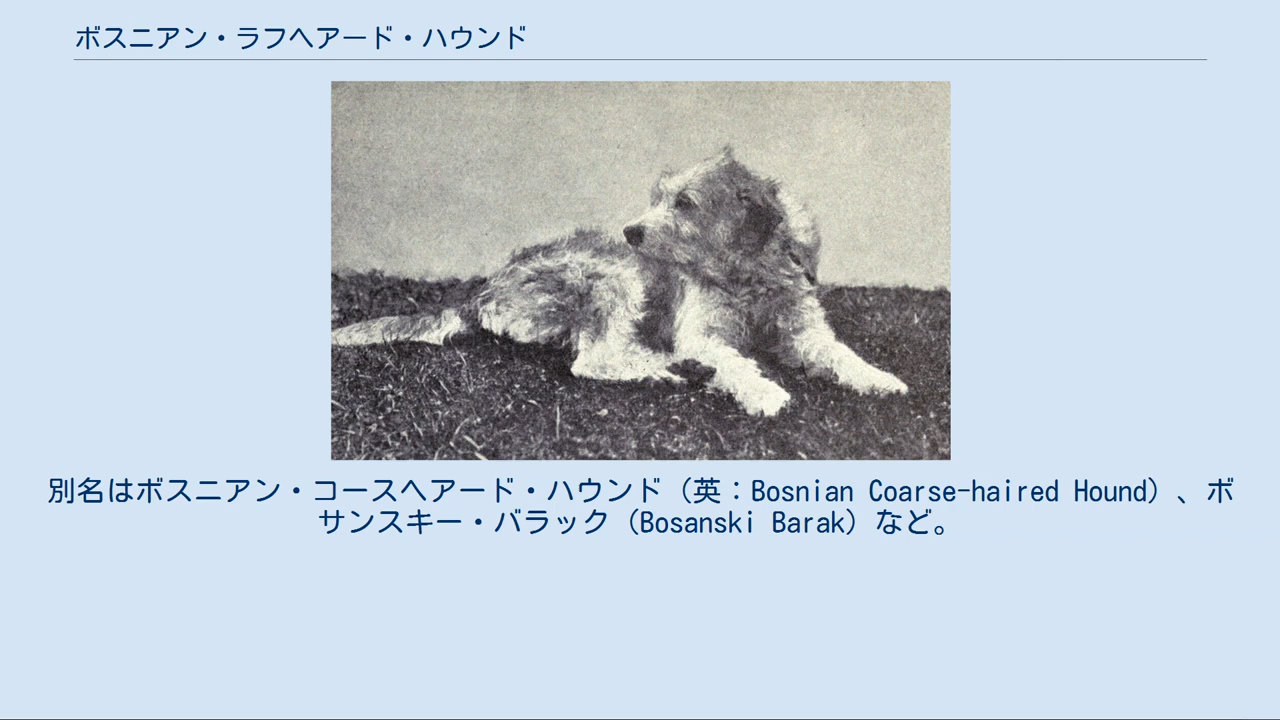 ボスニアン・ラフヘアード・ハウンド
別名はボスニアン・コースヘアード・ハウンド（英：Bosnian Coarse-haired Hound）、ボ
サンスキー・バラック（Bosanski Barak）など。